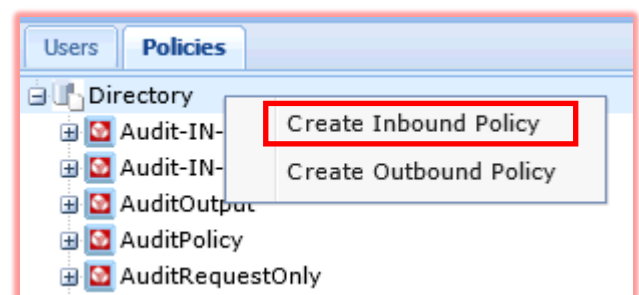 Users Policies
Directory
Create Inbound Policy
Audit-IN-
Audit-IN-
Create Outbound Policy
AuditOutput
AuditPolicy
AuditRequestOnly